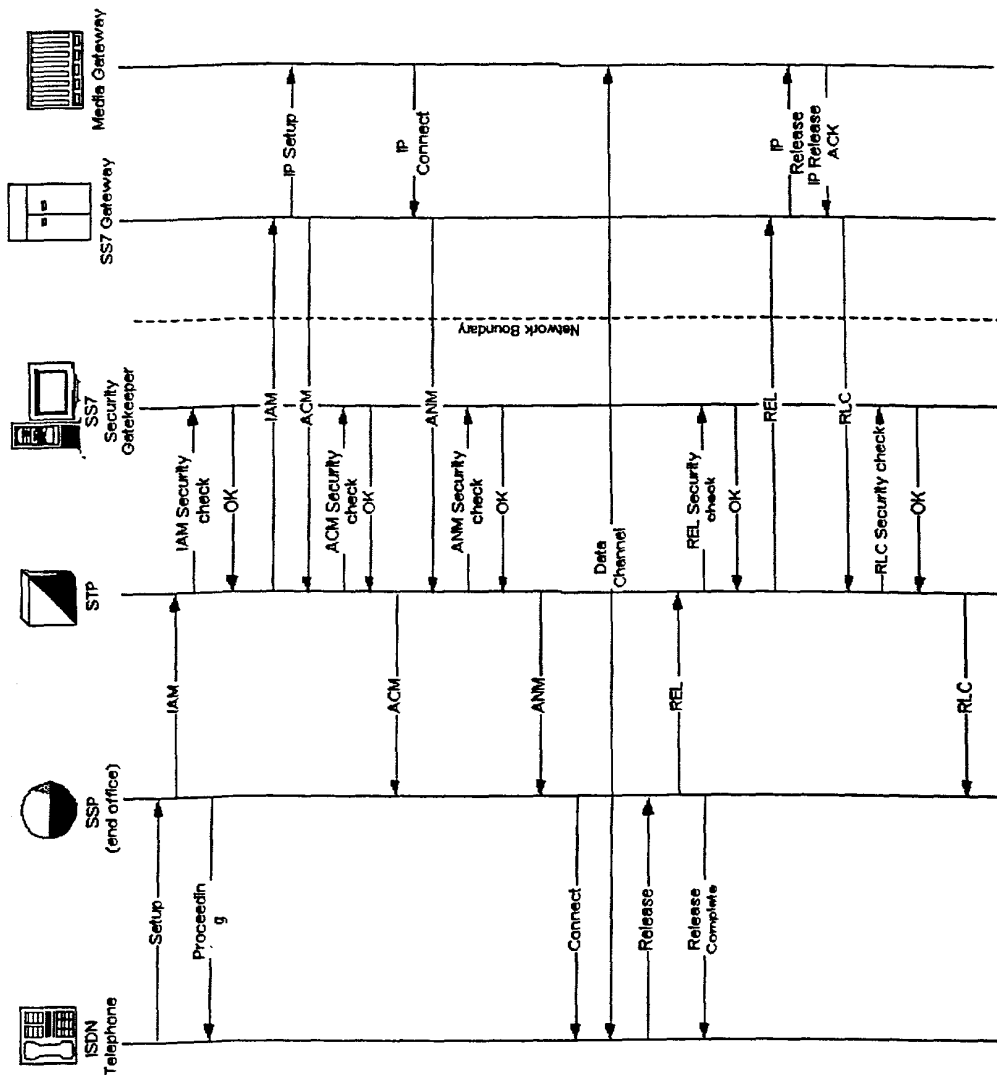 ISDN
Telephone
SSP
(end office)
STP
SS7
Security
Gatekeeper
SS7 Gateway
Media Gateway
Setup
IAM
Proceedin
g
IAM Security
check
OK
IAM
IP Setup
ACM
ACM Security
check
OK
ACM
IP
Connect
ANM
ANM Security
check
OK
ANM
Connect
Network Boundary
Data
Channel
Release
REL
Release
Complete
REL Security
check
OK
REL
IP
Release
IP Release
ACK
RLC
RLC Security check
OK
RLC